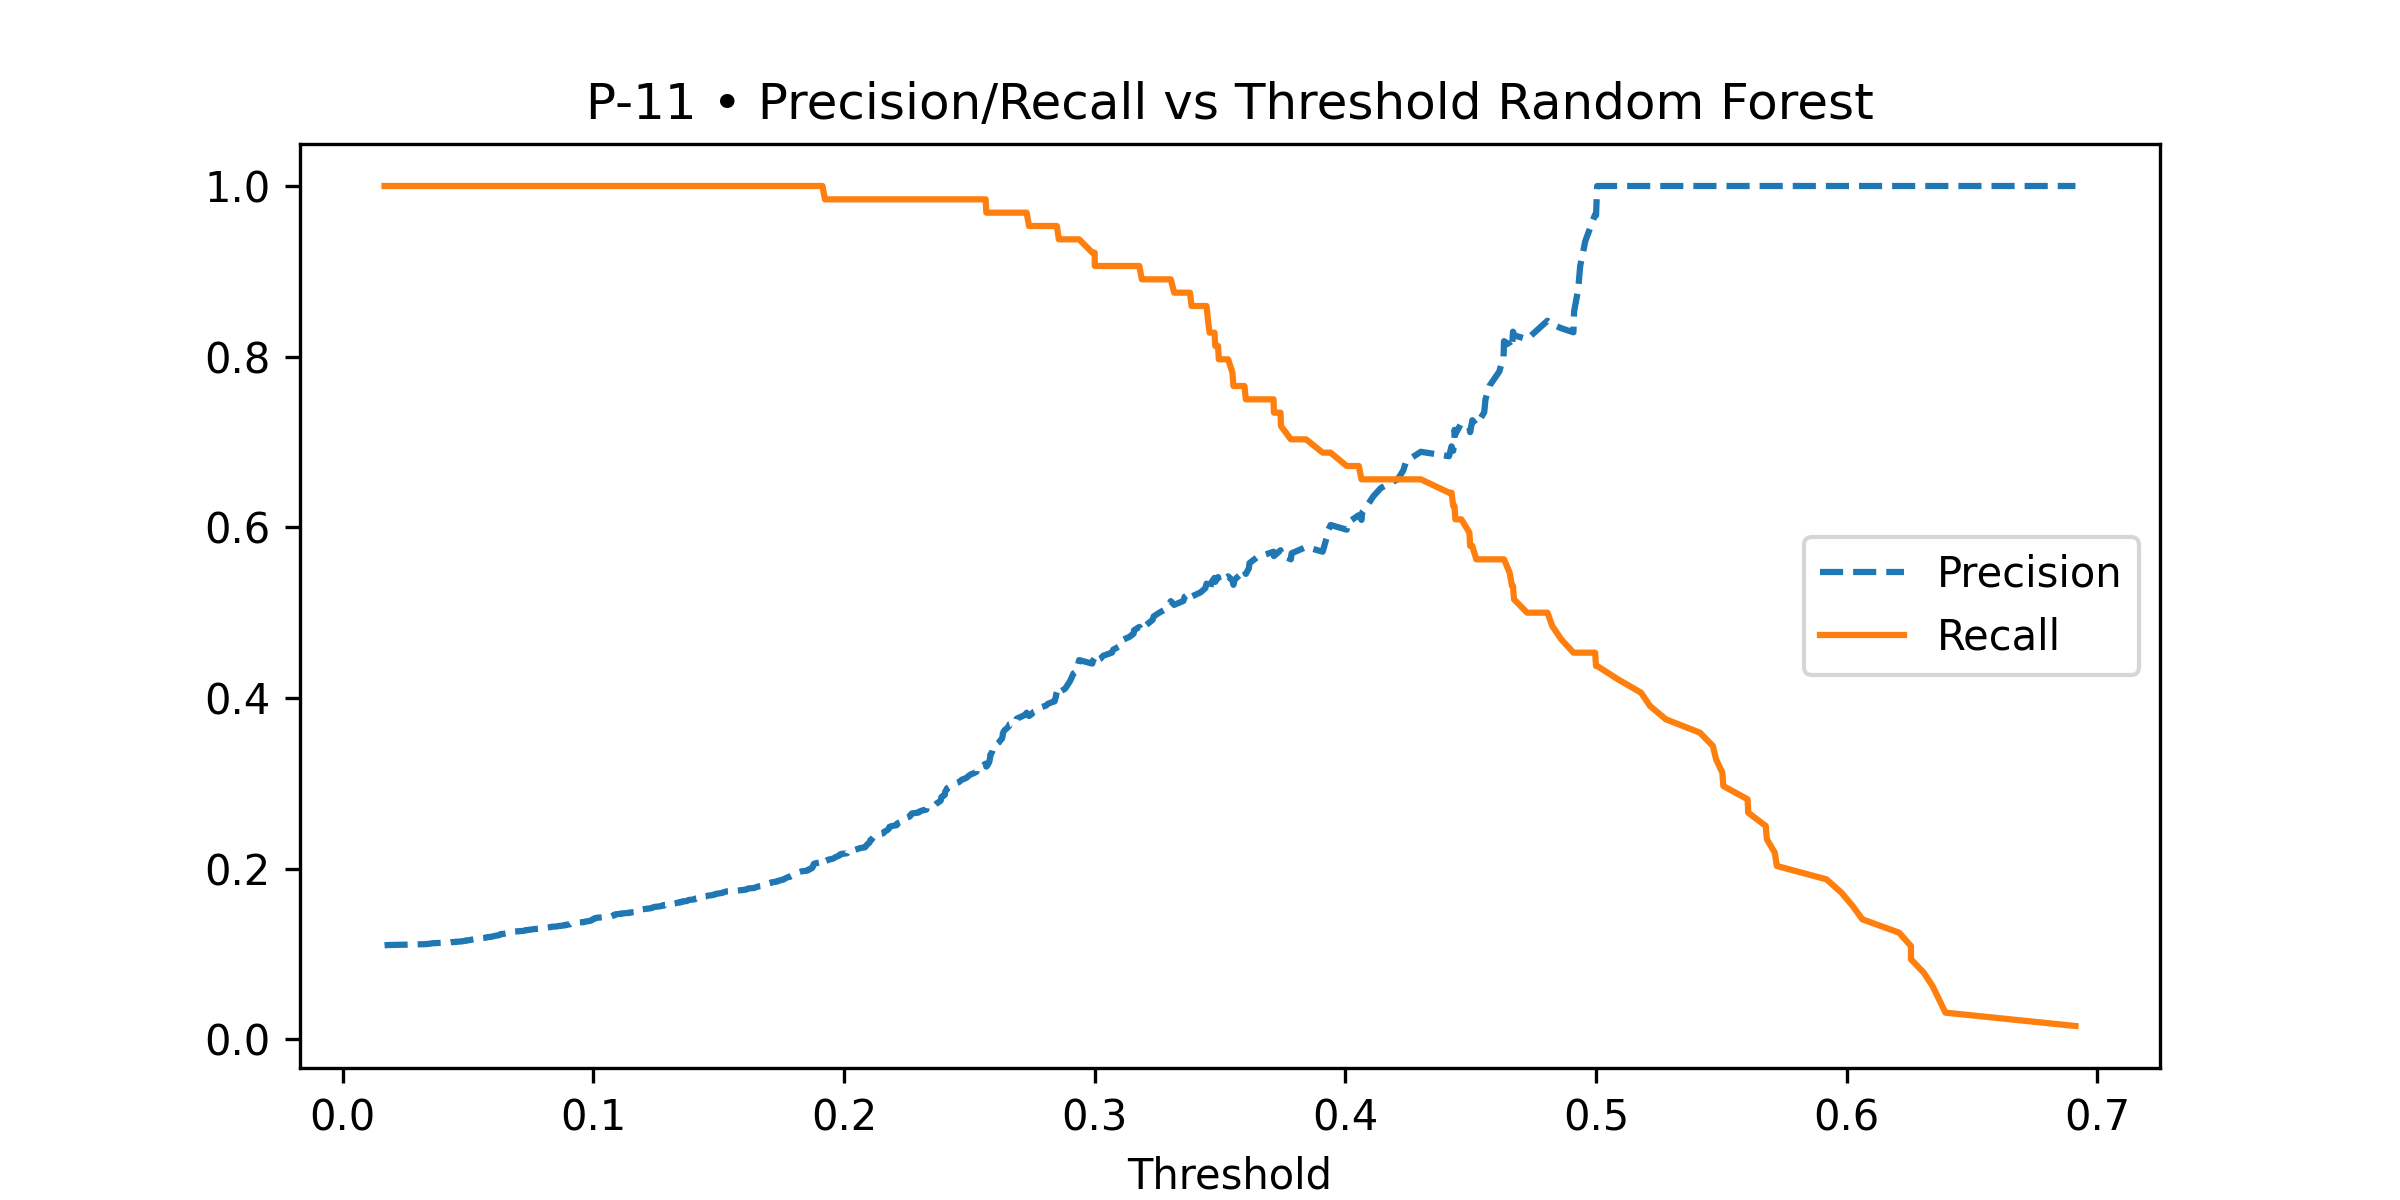 P-11 • Precision/Recall vs Threshold Random Forest
1.0
0.8
0.6
0.4
0.2
0.0
Precision
Recall
0.0 0.1 0.2 0.3 0.4 0.5 0.6 0.7
Threshold